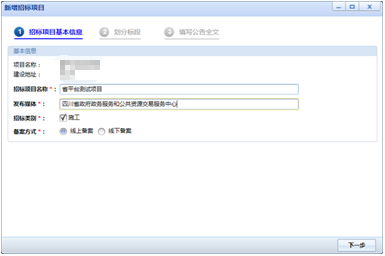 新增招标项目
1 招标项目基本信息 2 划分标段 3 填写公告全文
基本信息
项目名称：
建设地址：
招标项目名称*： 省平台测试项目
发布媒体*： 四川省政府政务服务和公共资源交易服务中心
招标类别*： 施工
备案方式*： 线上备案 线下备案
下一步